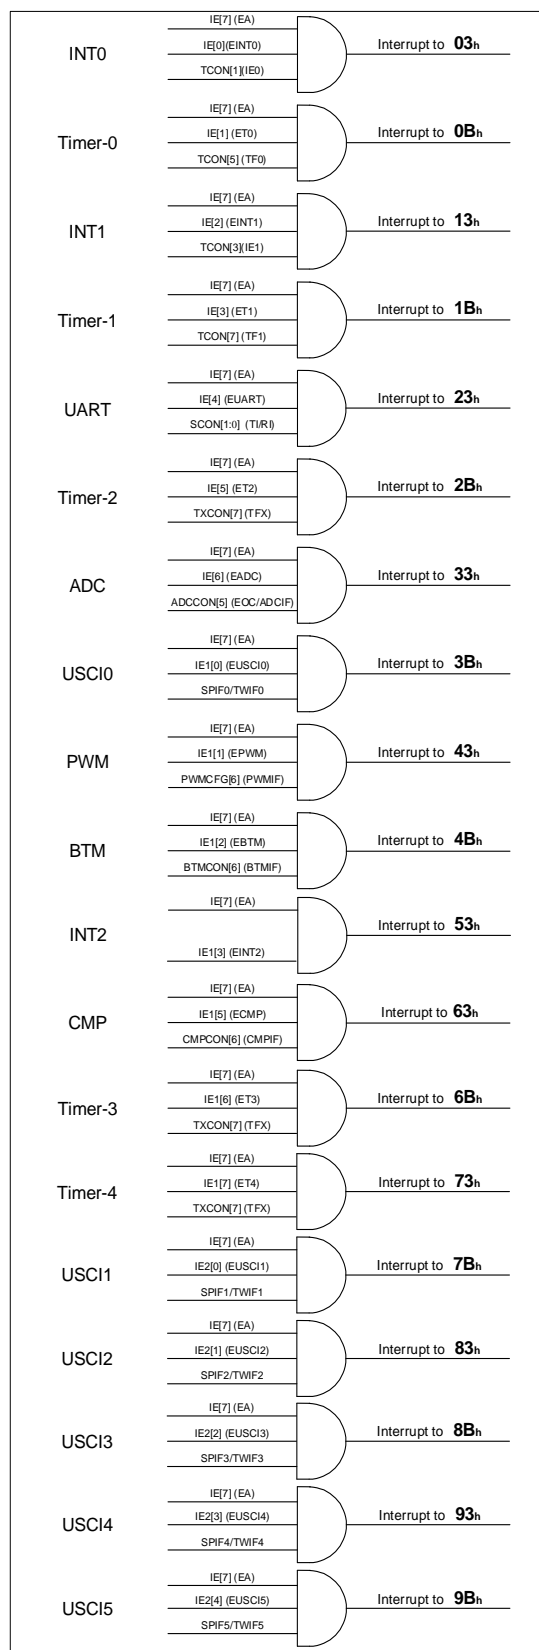 IE[7] (EA)
INT0 IE[0](EINT0) Interrupt to 03h
TCON[1](IE0)
IE[7] (EA)
Timer-0 IE[1] (ET0) Interrupt to 0Bh
TCON[5] (TF0)
IE[7] (EA)
INT1 IE[2] (EINT1) Interrupt to 13h
TCON[3](IE1)
IE[7] (EA)
Timer-1 IE[3] (ET1) Interrupt to 1Bh
TCON[7] (TF1)
IE[7] (EA)
UART IE[4] (EUART) Interrupt to 23h
SCON[1:0] (TI/RI)
IE[7] (EA)
Timer-2 IE[5] (ET2) Interrupt to 2Bh
TXCON[7] (TFX)
IE[7] (EA)
ADC IE[6] (EADC) Interrupt to 33h
ADCCON[5] (EOC/ADCIF)
IE[7] (EA)
USCI0 IE1[0] (EUSCI0) Interrupt to 3Bh
SPIF0/TWIF0
IE[7] (EA)
PWM IE1[1] (EPWM) Interrupt to 43h
PWMCFG[6] (PWMIF)
IE[7] (EA)
BTM IE1[2] (EBTM) Interrupt to 4Bh
BTMCON[6] (BTMIF)
IE[7] (EA)
INT2 Interrupt to 53h
IE1[3] (EINT2)
IE[7] (EA)
CMP IE1[5] (ECMP) Interrupt to 63h
CMPCON[6] (CMPIF)
IE[7] (EA)
Timer-3 IE1[6] (ET3) Interrupt to 6Bh
TXCON[7] (TFX)
IE[7] (EA)
Timer-4 IE1[7] (ET4) Interrupt to 73h
TXCON[7] (TFX)
IE[7] (EA)
USCI1 IE2[0] (EUSCI1) Interrupt to 7Bh
SPIF1/TWIF1
IE[7] (EA)
USCI2 IE2[1] (EUSCI2) Interrupt to 83h
SPIF2/TWIF2
IE[7] (EA)
USCI3 IE2[2] (EUSCI3) Interrupt to 8Bh
SPIF3/TWIF3
IE[7] (EA)
USCI4 IE2[3] (EUSCI4) Interrupt to 93h
SPIF4/TWIF4
IE[7] (EA)
USCI5 IE2[4] (EUSCI5) Interrupt to 9Bh
SPIF5/TWIF5